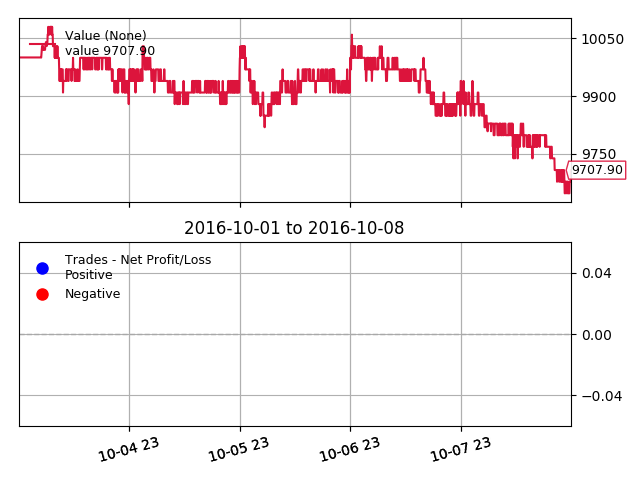 Value (None)
value 9707.90
10050
9900
9750
9707.90
2016-10-01 to 2016-10-08
Trades - Net Profit/Loss
Positive
Negative
0.04
0.00
−0.04
10-04 23
10-05 23
10-06 23
10-07 23